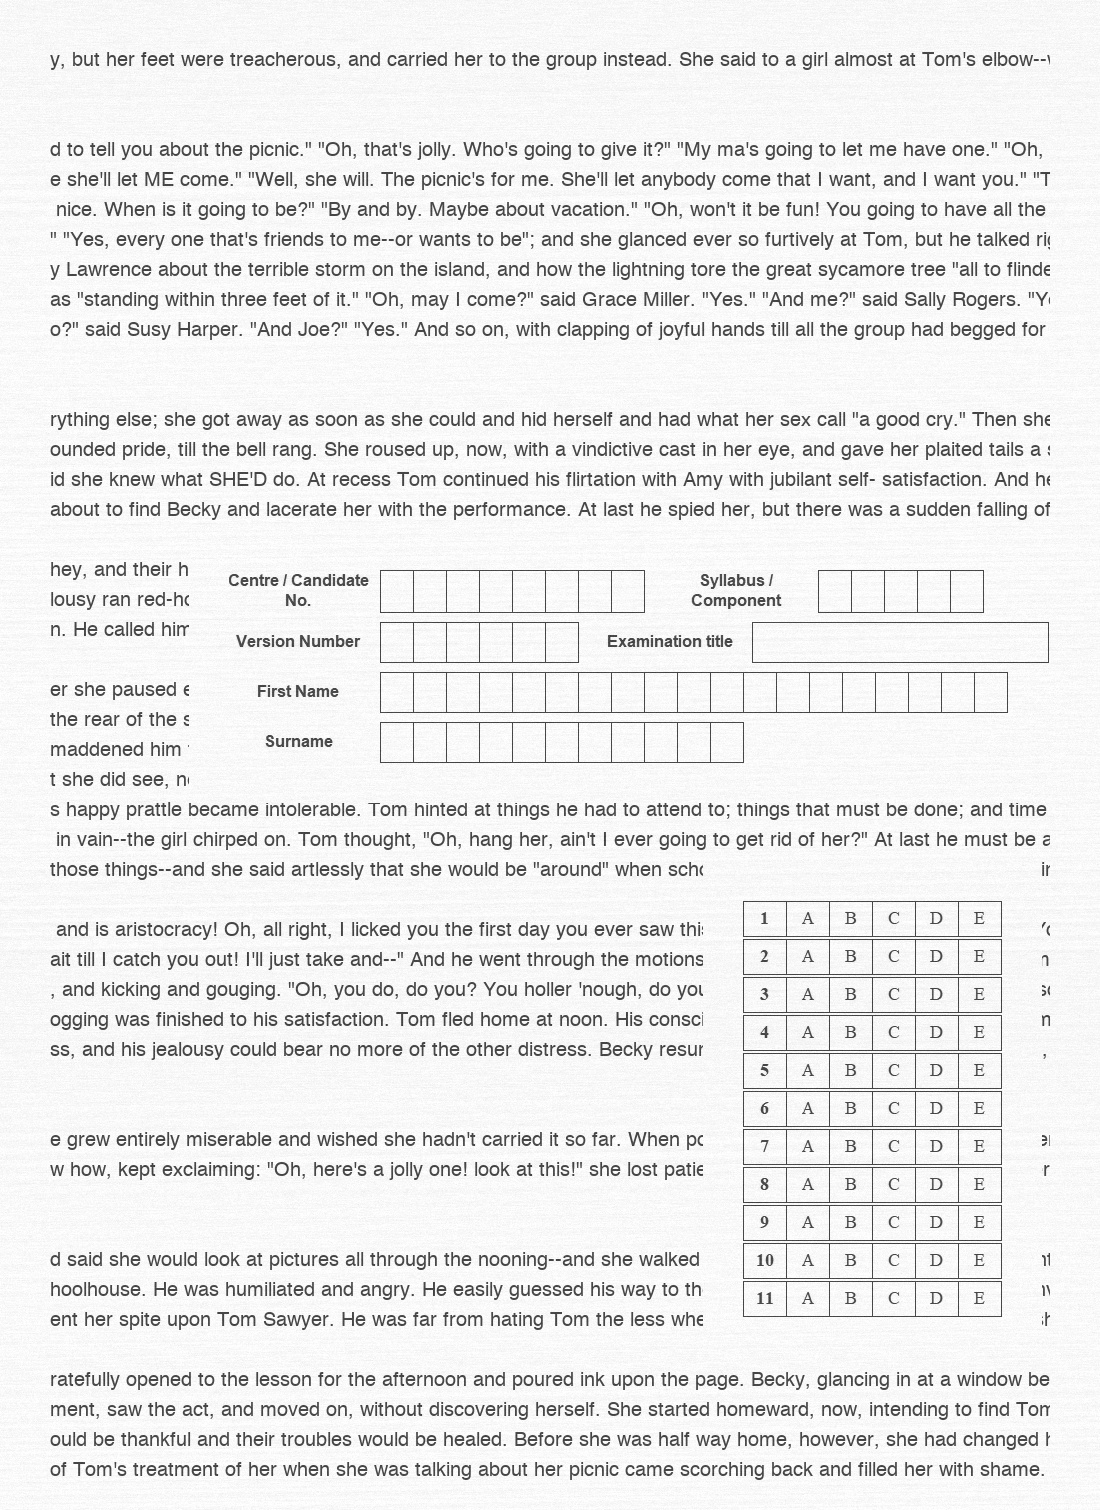 y, but her feet were treacherous, and carried her to the group instead. She said to a girl almost at Tom's elbow--
d to tell you about the picnic." "Oh, that's jolly. Who's going to give it?" "My ma's going to let me have one." "Oh,
e she'll let ME come." "Well, she will. The picnic's for me. She'll let anybody come that I want, and I want you." "T
nice. When is it going to be?" "By and by. Maybe about vacation." "Oh, won't it be fun! You going to have all the
" "Yes, every one that's friends to me--or wants to be"; and she glanced ever so furtively at Tom, but he talked rig
y Lawrence about the terrible storm on the island, and how the lightning tore the great sycamore tree "all to flinde
as "standing within three feet of it." "Oh, may I come?" said Grace Miller. "Yes." "And me?" said Sally Rogers. "Ye
o?" said Susy Harper. "And Joe?" "Yes." And so on, with clapping of joyful hands till all the group had begged for
rything else; she got away as soon as she could and hid herself and had what her sex call "a good cry." Then she
ounded pride, till the bell rang. She roused up, now, with a vindictive cast in her eye, and gave her plaited tails a
id she knew what SHE'D do. At recess Tom continued his flirtation with Amy with jubilant self- satisfaction. And he
about to find Becky and lacerate her with the performance. At last he spied her, but there was a sudden falling of
hey, and their h
lousy ran red-ho
n. He called him
er she paused e
the rear of the s
maddened him
t she did see, no
Centre / Candidate No.
Syllabus / Component
Version Number
Examination title
First Name
Surname
s happy prattle became intolerable. Tom hinted at things he had to attend to; things that must be done; and time
in vain--the girl chirped on. Tom thought, "Oh, hang her, ain't I ever going to get rid of her?" At last he must be a
those things--and she said artlessly that she would be "around" when scho
and is aristocracy! Oh, all right, I licked you the first day you ever saw this
ait till I catch you out! I'll just take and--" And he went through the motions
, and kicking and gouging. "Oh, you do, do you? You holler 'nough, do you
ogging was finished to his satisfaction. Tom fled home at noon. His consci
ss, and his jealousy could bear no more of the other distress. Becky resum
e grew entirely miserable and wished she hadn't carried it so far. When po
w how, kept exclaiming: "Oh, here's a jolly one! look at this!" she lost patie
d said she would look at pictures all through the nooning--and she walked
hoolhouse. He was humiliated and angry. He easily guessed his way to th
ent her spite upon Tom Sawyer. He was far from hating Tom the less whe
1 A B C D E
2 A B C D E
3 A B C D E
4 A B C D E
5 A B C D E
6 A B C D E
7 A B C D E
8 A B C D E
9 A B C D E
10 A B C D E
11 A B C D E
ratefully opened to the lesson for the afternoon and poured ink upon the page. Becky, glancing in at a window be
ment, saw the act, and moved on, without discovering herself. She started homeward, now, intending to find Tom
ould be thankful and their troubles would be healed. Before she was half way home, however, she had changed h
of Tom's treatment of her when she was talking about her picnic came scorching back and filled her with shame.